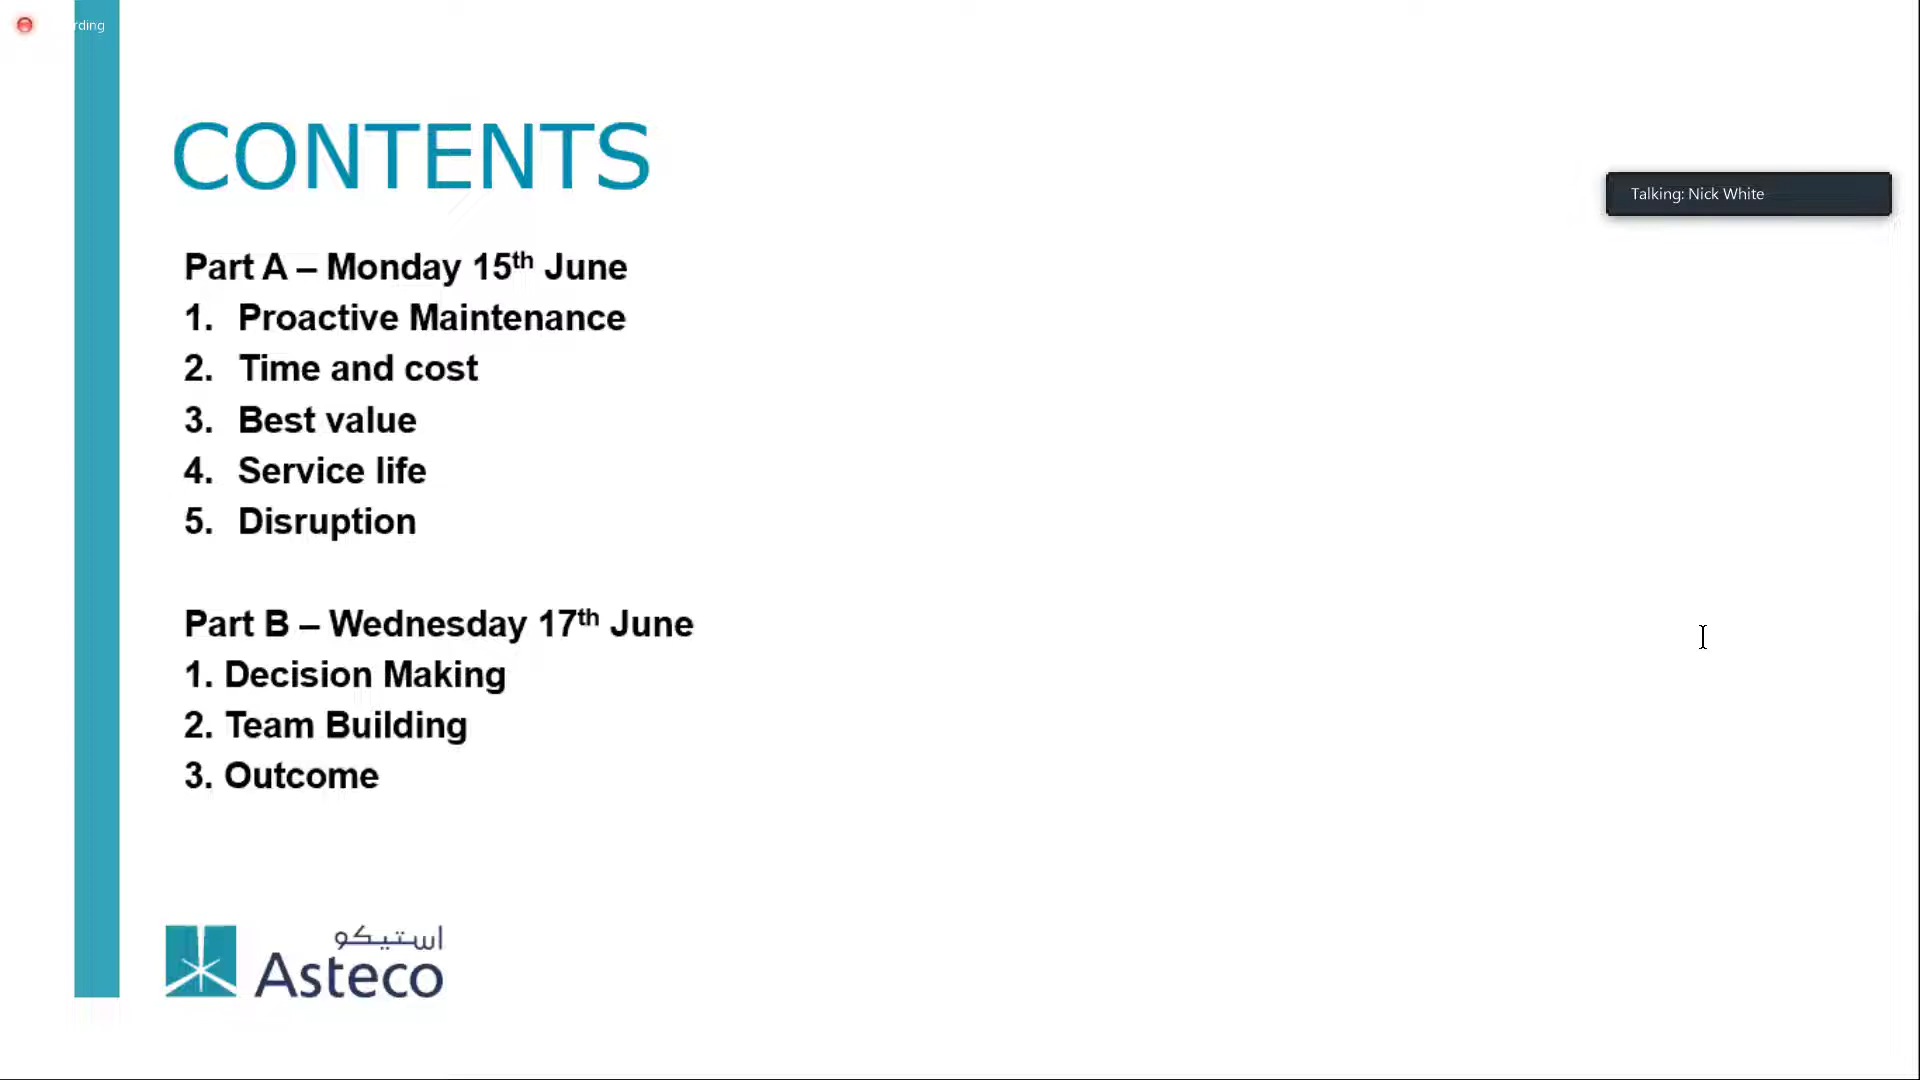 rding
CONTENTS
Talking: Nick White
Part A – Monday 15th June
1. Proactive Maintenance
2. Time and cost
3. Best value
4. Service life
5. Disruption
Part B – Wednesday 17th June
1. Decision Making
2. Team Building
3. Outcome
استيكو
Asteco